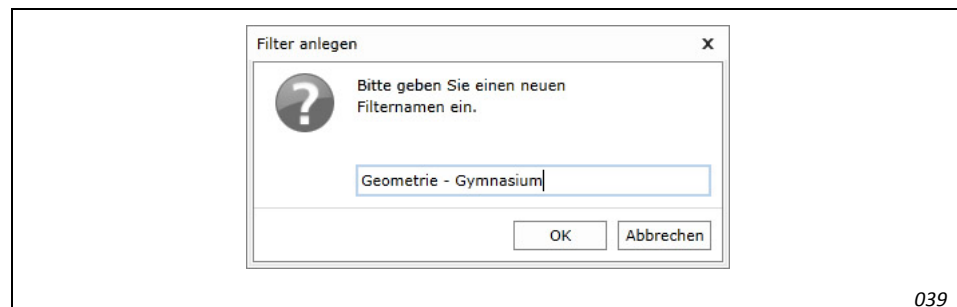 Filter anlegen x
Bitte geben Sie einen neuen
Filternamen ein.
Geometrie - Gymnasium
OK Abbrechen
039